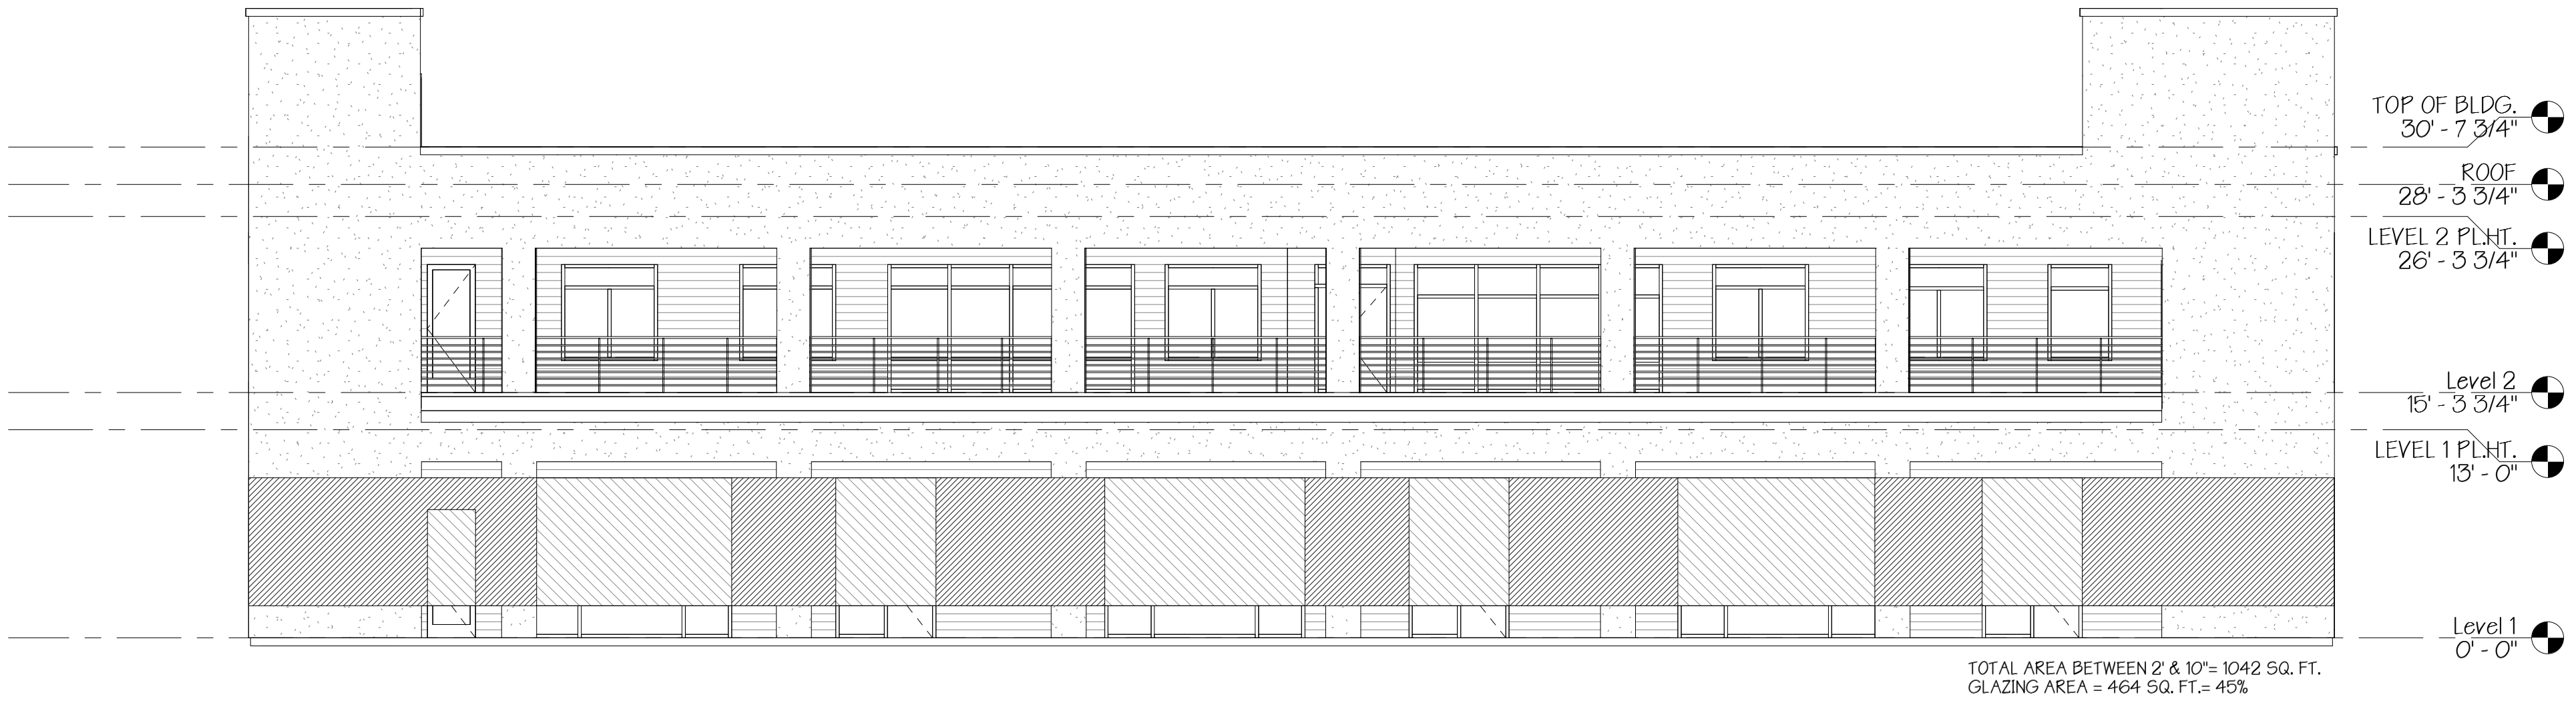 TOP OF BLDG.
30' - 7 3/4"
ROOF
28' - 3 3/4"
LEVEL 2 PL.HT.
26' - 3 3/4"
Level 2
15' - 3 3/4"
LEVEL 1 PL.HT.
13' - 0"
Level 1
0' - 0"
TOTAL AREA BETWEEN 2' & 10"= 1042 SQ. FT.
GLAZING AREA = 464 SQ. FT.= 45%